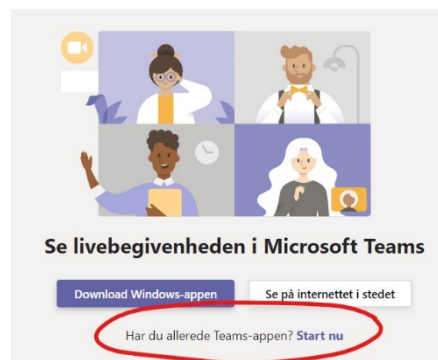 Se livebegivenheden i Microsoft Teams
Download Windows-appen Se på internettet i stedet
Har du allerede Teams-appen? Start nu